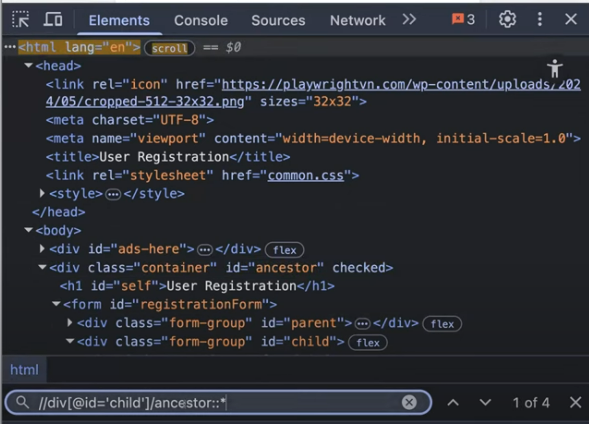 Elements Console Sources Network 3
<html lang="en"> scroll == $0
<head>
<link rel="icon" href="https://playwrightvn.com/wp-content/uploads/202
4/05/cropped-512-32x32.png" sizes="32x32">
<meta charset="UTF-8">
<meta name="viewport" content="width=device-width, initial-scale=1.0">
<title>User Registration</title>
<link rel="stylesheet" href="common.css">
<style>…</style>
</head>
<body>
<div id="ads-here">…</div> flex
<div class="container" id="ancestor" checked>
<h1 id="self">User Registration</h1>
<form id="registrationForm">
<div class="form-group" id="parent">…</div> flex
<div class="form-group" id="child"> flex
html
//div[@id='child']/ancestor::* 1 of 4